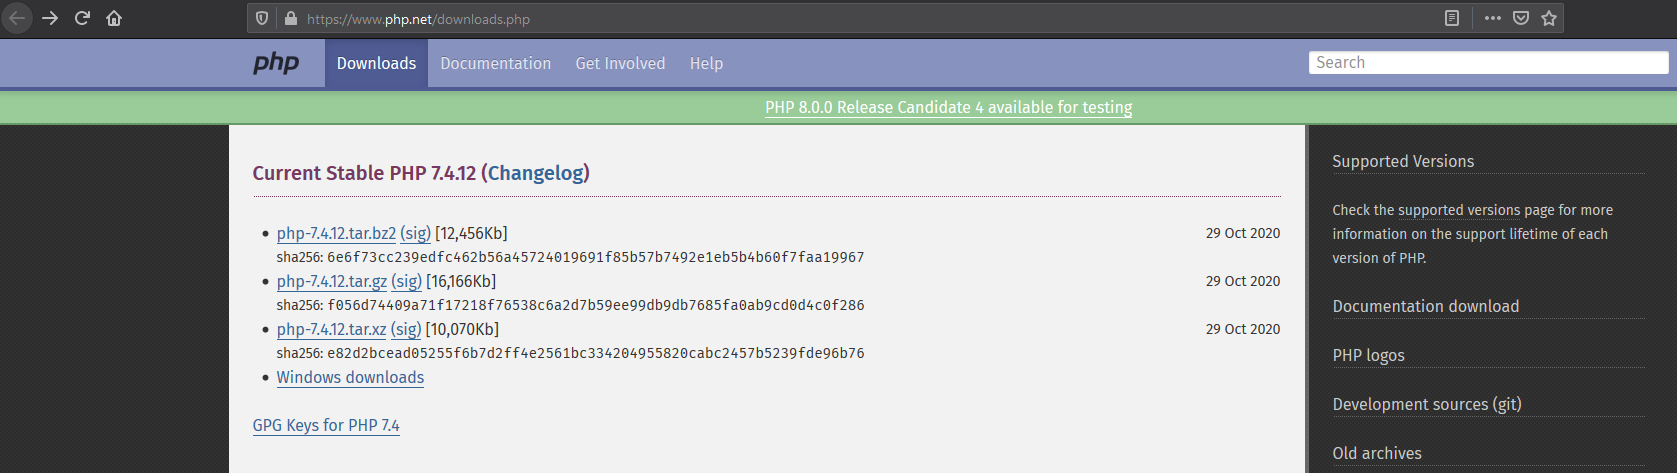 https://www.php.net/downloads.php
php Downloads Documentation Get Involved Help Search
PHP 8.0.0 Release Candidate 4 available for testing
Current Stable PHP 7.4.12 (Changelog)
php-7.4.12.tar.bz2 (sig) [12,456Kb] 29 Oct 2020
sha256: 6e6f73cc239edfc462b56a45724019691f85b57b7492e1eb5b4b60f7faa19967
php-7.4.12.tar.gz (sig) [16,166Kb] 29 Oct 2020
sha256: f056d74409a71f17218f76538c6a2d7b59ee99db9db7685fa0ab9cd0d4c0f286
php-7.4.12.tar.xz (sig) [10,070Kb] 29 Oct 2020
sha256: e82d2bcead05255f6b7d2ff4e2561bc334204955820cabc2457b5239fde96b76
Windows downloads
GPG Keys for PHP 7.4
Supported Versions
Check the supported versions page for more
information on the support lifetime of each
version of PHP.
Documentation download
PHP logos
Development sources (git)
Old archives